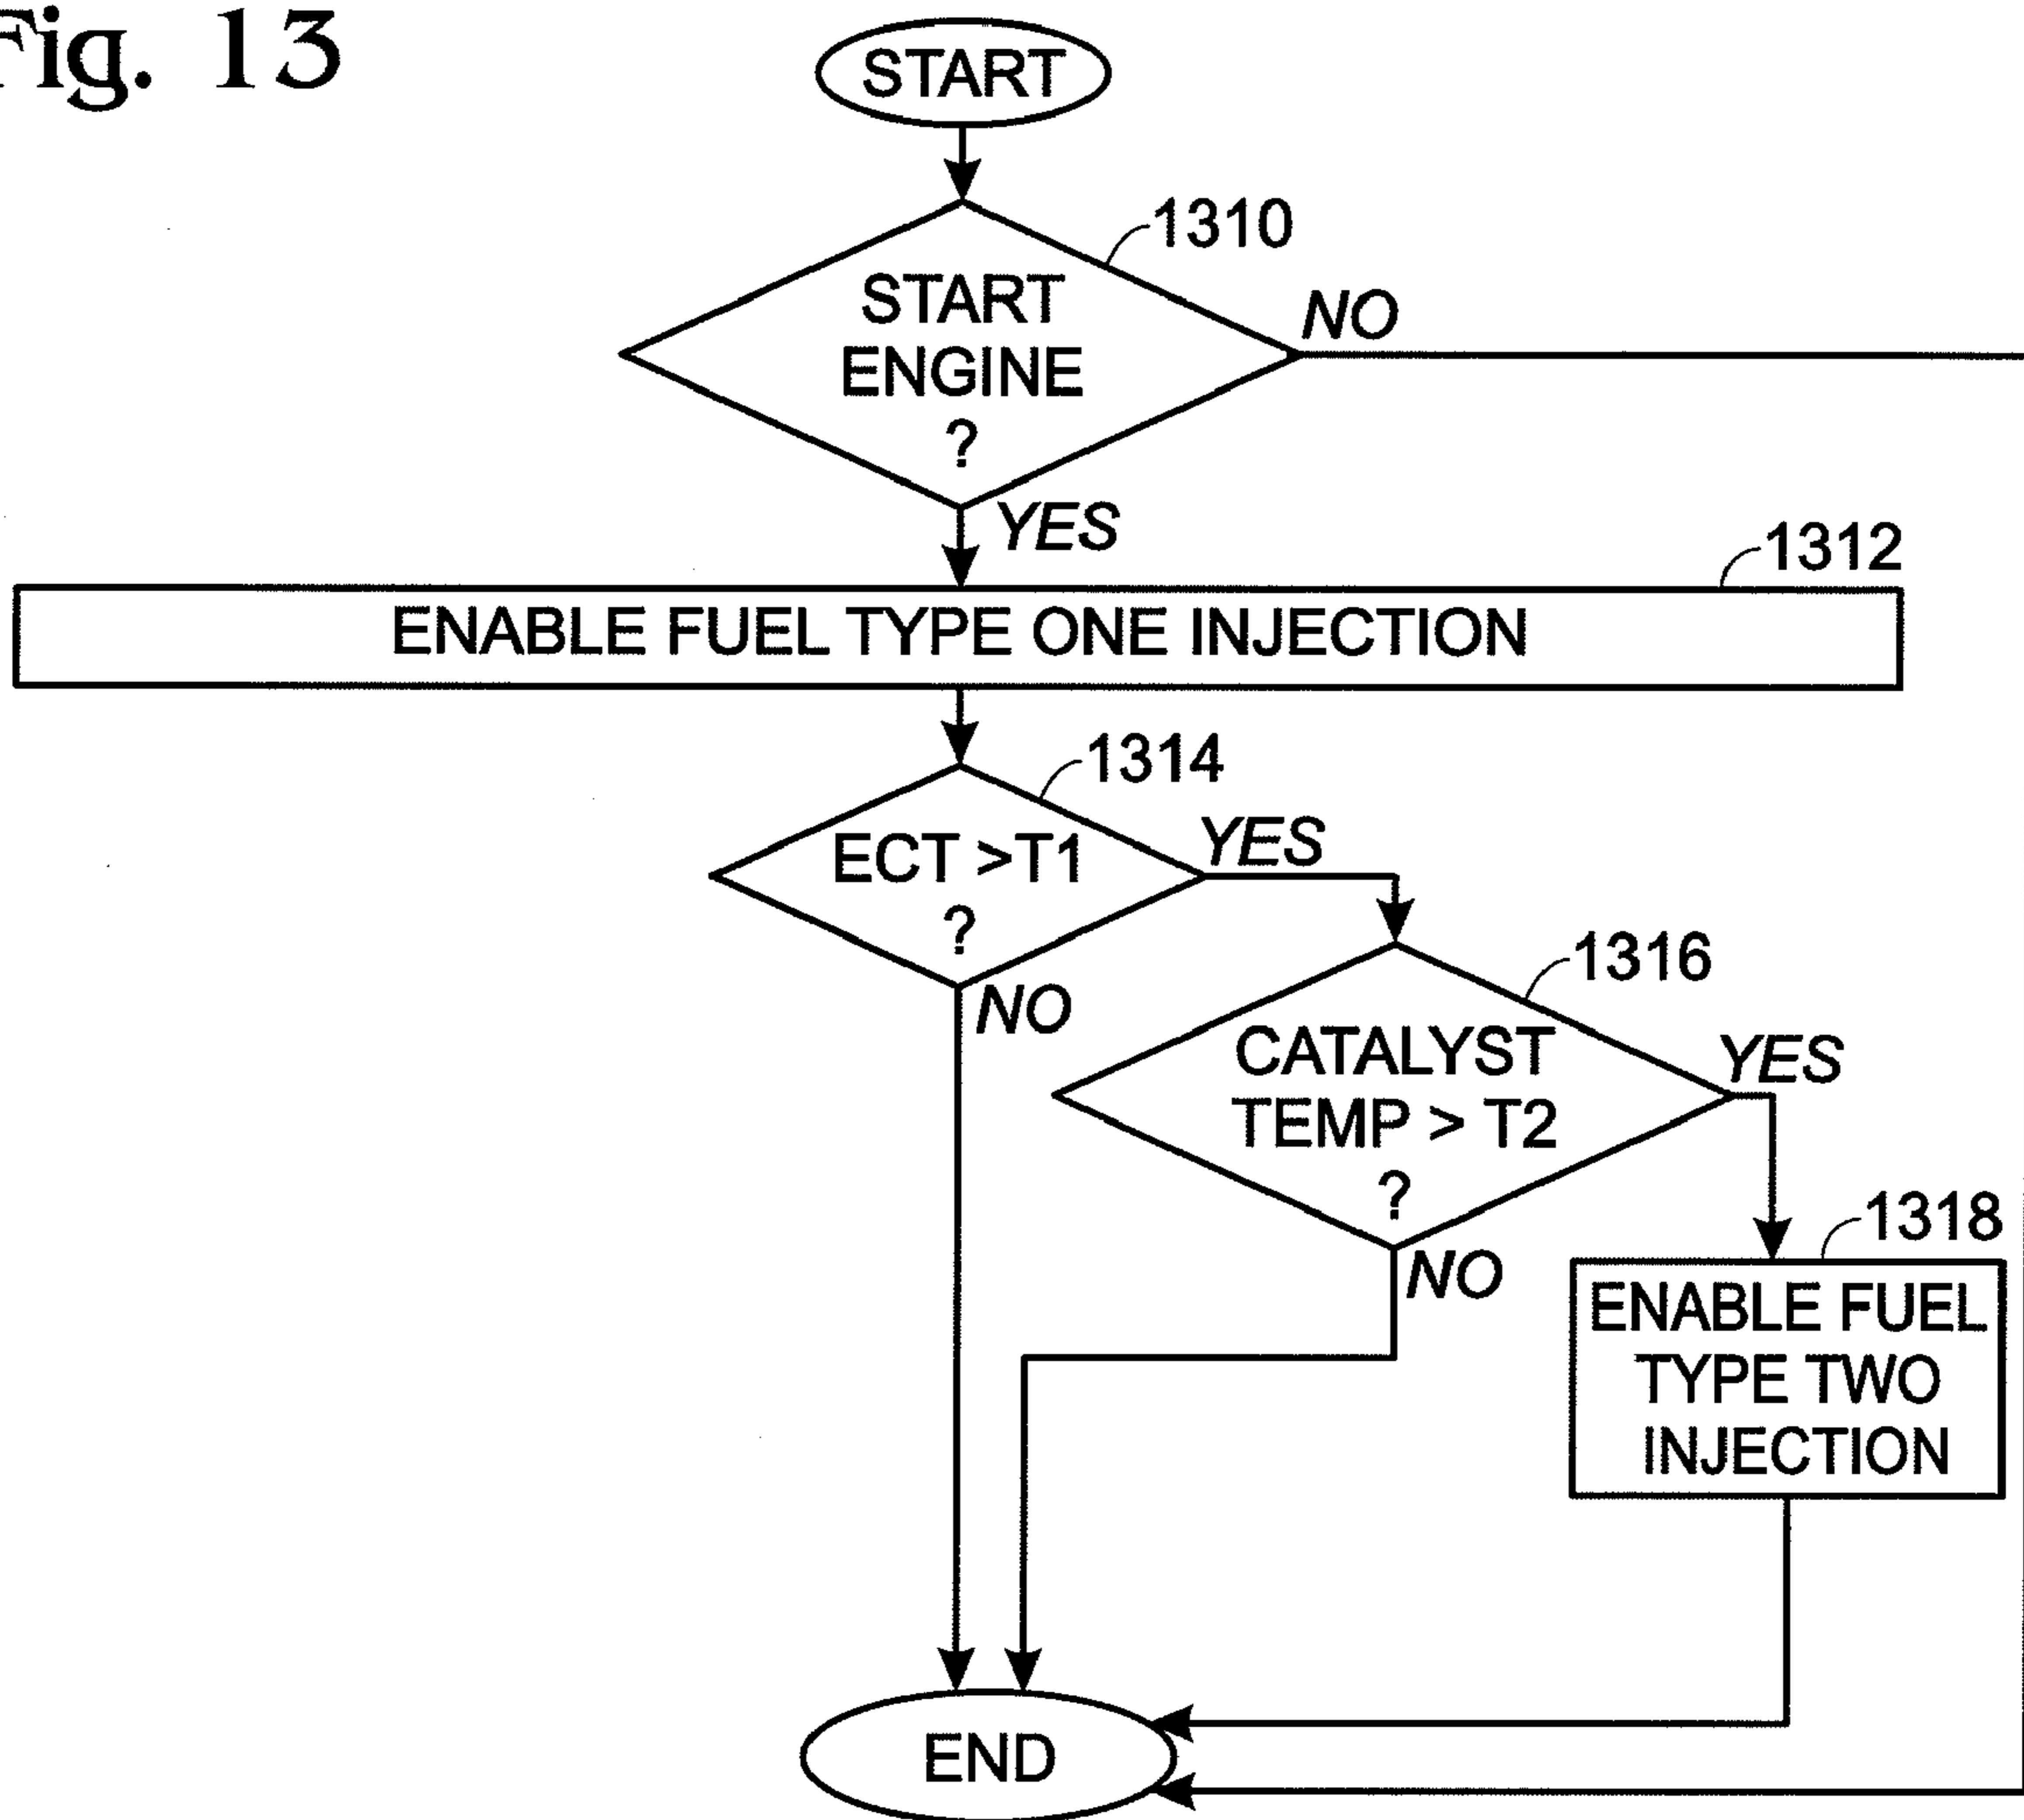 Fig. 13
START
1310
START
ENGINE
?
NO
YES
1312
ENABLE FUEL TYPE ONE INJECTION
1314
ECT >T1
?
YES
NO
1316
CATALYST
TEMP > T2
?
YES
NO
1318
ENABLE FUEL
TYPE TWO
INJECTION
END